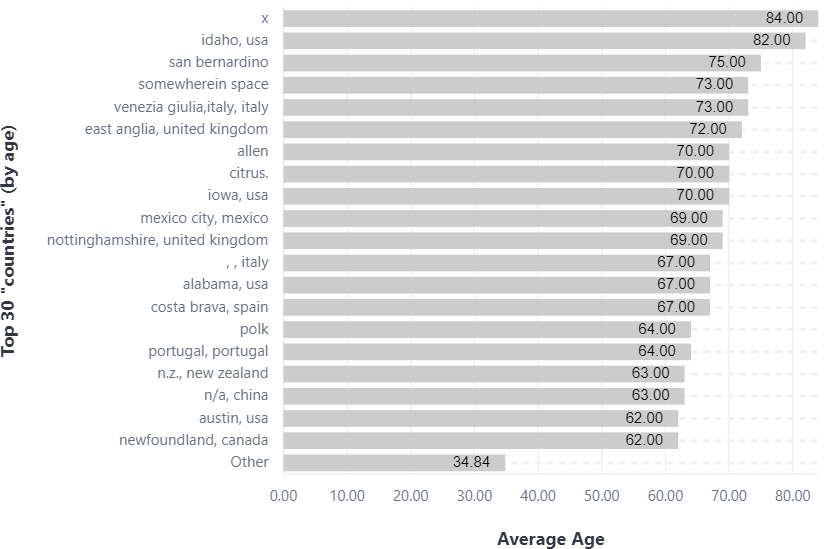 Top 30 "countries" (by age)
x 84.00
idaho, usa 82.00
san bernardino 75.00
somewherein space 73.00
venezia giulia,italy, italy 73.00
east anglia, united kingdom 72.00
allen 70.00
citrus. 70.00
iowa, usa 70.00
mexico city, mexico 69.00
nottinghamshire, united kingdom 69.00
, , italy 67.00
alabama, usa 67.00
costa brava, spain 67.00
polk 64.00
portugal, portugal 64.00
n.z., new zealand 63.00
n/a, china 63.00
austin, usa 62.00
newfoundland, canada 62.00
Other 34.84
0.00 10.00 20.00 30.00 40.00 50.00 60.00 70.00 80.00
Average Age